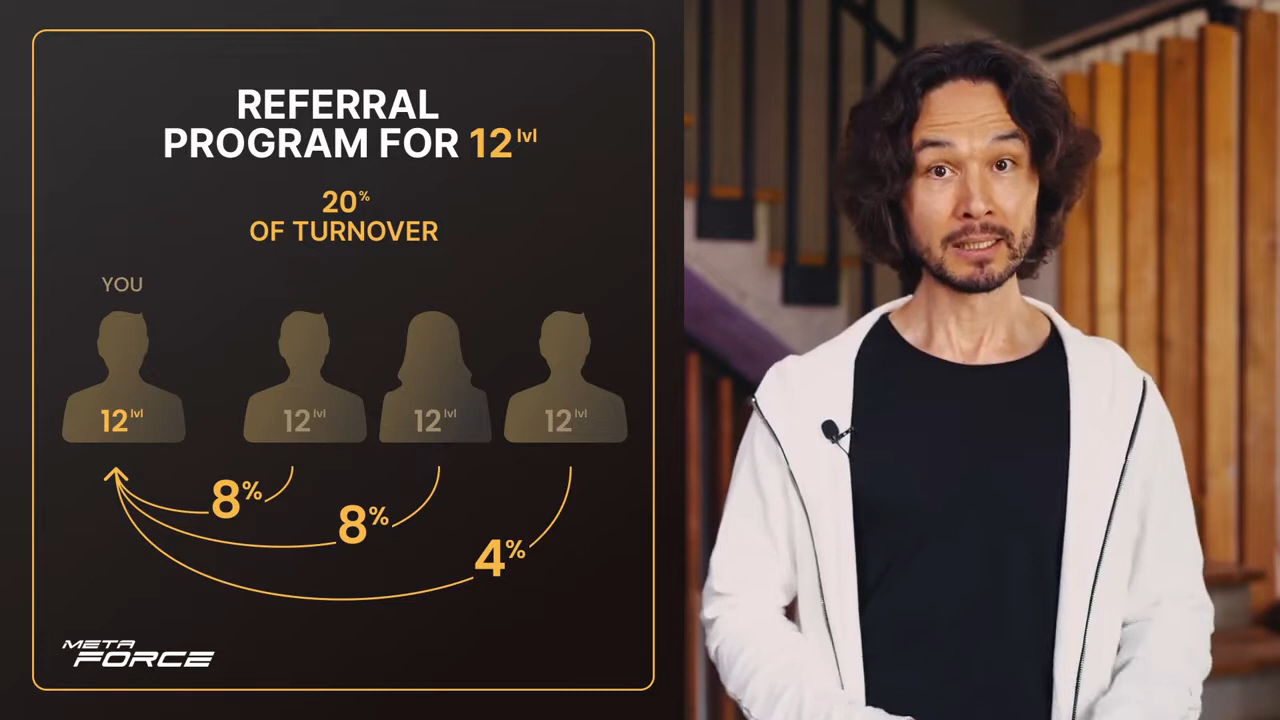 REFERRAL
PROGRAM FOR 12 lvl
20%
OF TURNOVER
YOU
12 lvl
12 lvl
12 lvl
12 lvl
8%
8%
4%
META
FORCE